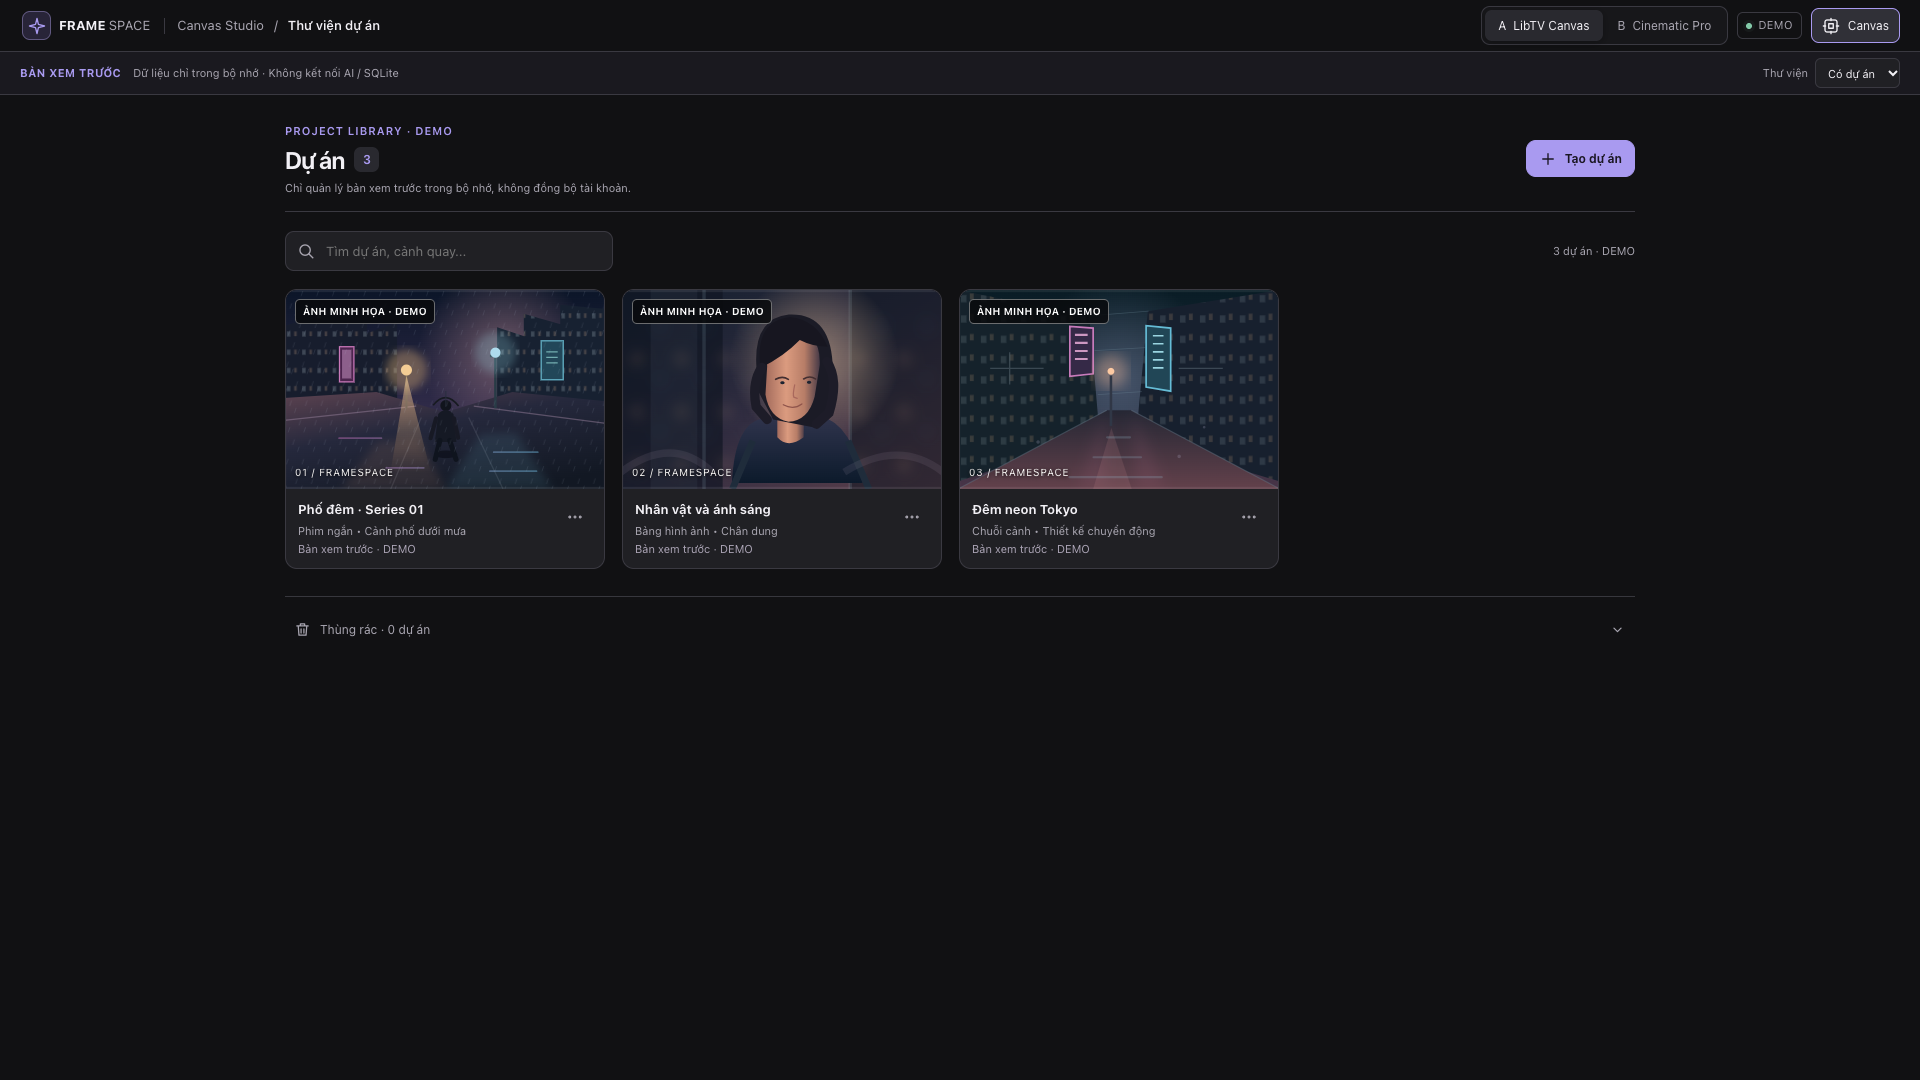 FRAME SPACE
Canvas Studio / Thư viện dự án
A LibTV Canvas
B Cinematic Pro
DEMO
Canvas
BẢN XEM TRƯỚC
Dữ liệu chỉ trong bộ nhớ · Không kết nối AI / SQLite
Thư viện
Có dự án
PROJECT LIBRARY · DEMO
Dự án 3
Chỉ quản lý bản xem trước trong bộ nhớ, không đồng bộ tài khoản.
Tạo dự án
Tìm dự án, cảnh quay...
3 dự án · DEMO
ẢNH MINH HỌA · DEMO
01 / FRAMESPACE
Phố đêm · Series 01
Phim ngắn • Cảnh phố dưới mưa
Bản xem trước · DEMO
ẢNH MINH HỌA · DEMO
02 / FRAMESPACE
Nhân vật và ánh sáng
Bảng hình ảnh • Chân dung
Bản xem trước · DEMO
ẢNH MINH HỌA · DEMO
03 / FRAMESPACE
Đêm neon Tokyo
Chuỗi cảnh • Thiết kế chuyển động
Bản xem trước · DEMO
Thùng rác · 0 dự án